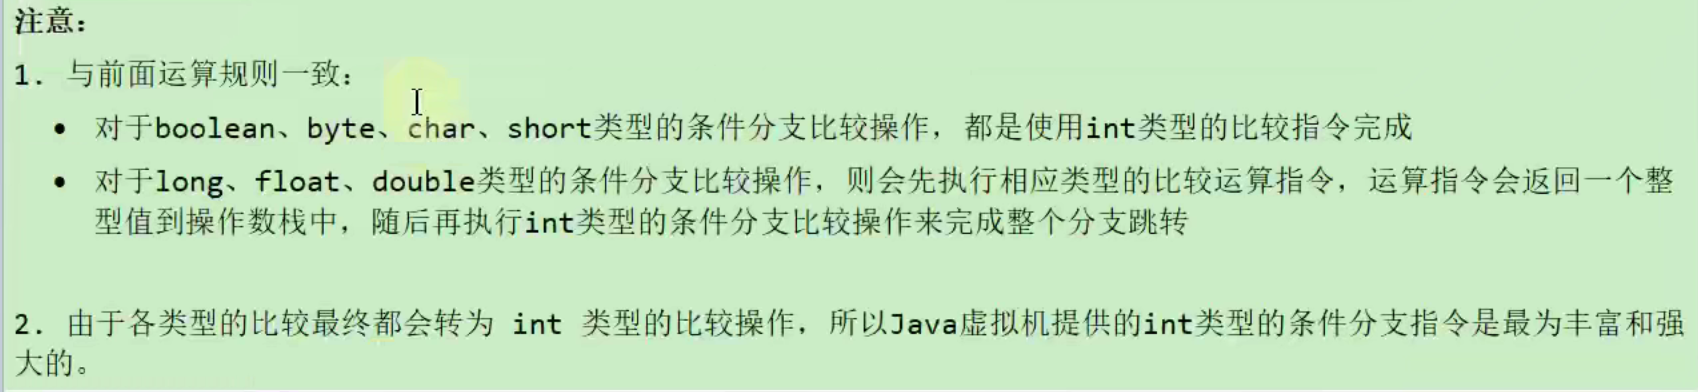 注意：
1. 与前面运算规则一致：
• 对于boolean、byte、char、short类型的条件分支比较操作，都是使用int类型的比较指令完成
• 对于long、float、double类型的条件分支比较操作，则会先执行相应类型的比较运算指令，运算指令会返回一个整
型值到操作数栈中，随后再执行int类型的条件分支比较操作来完成整个分支跳转
2. 由于各类型的比较最终都会转为 int 类型的比较操作，所以Java虚拟机提供的int类型的条件分支指令是最为丰富和强
大的。